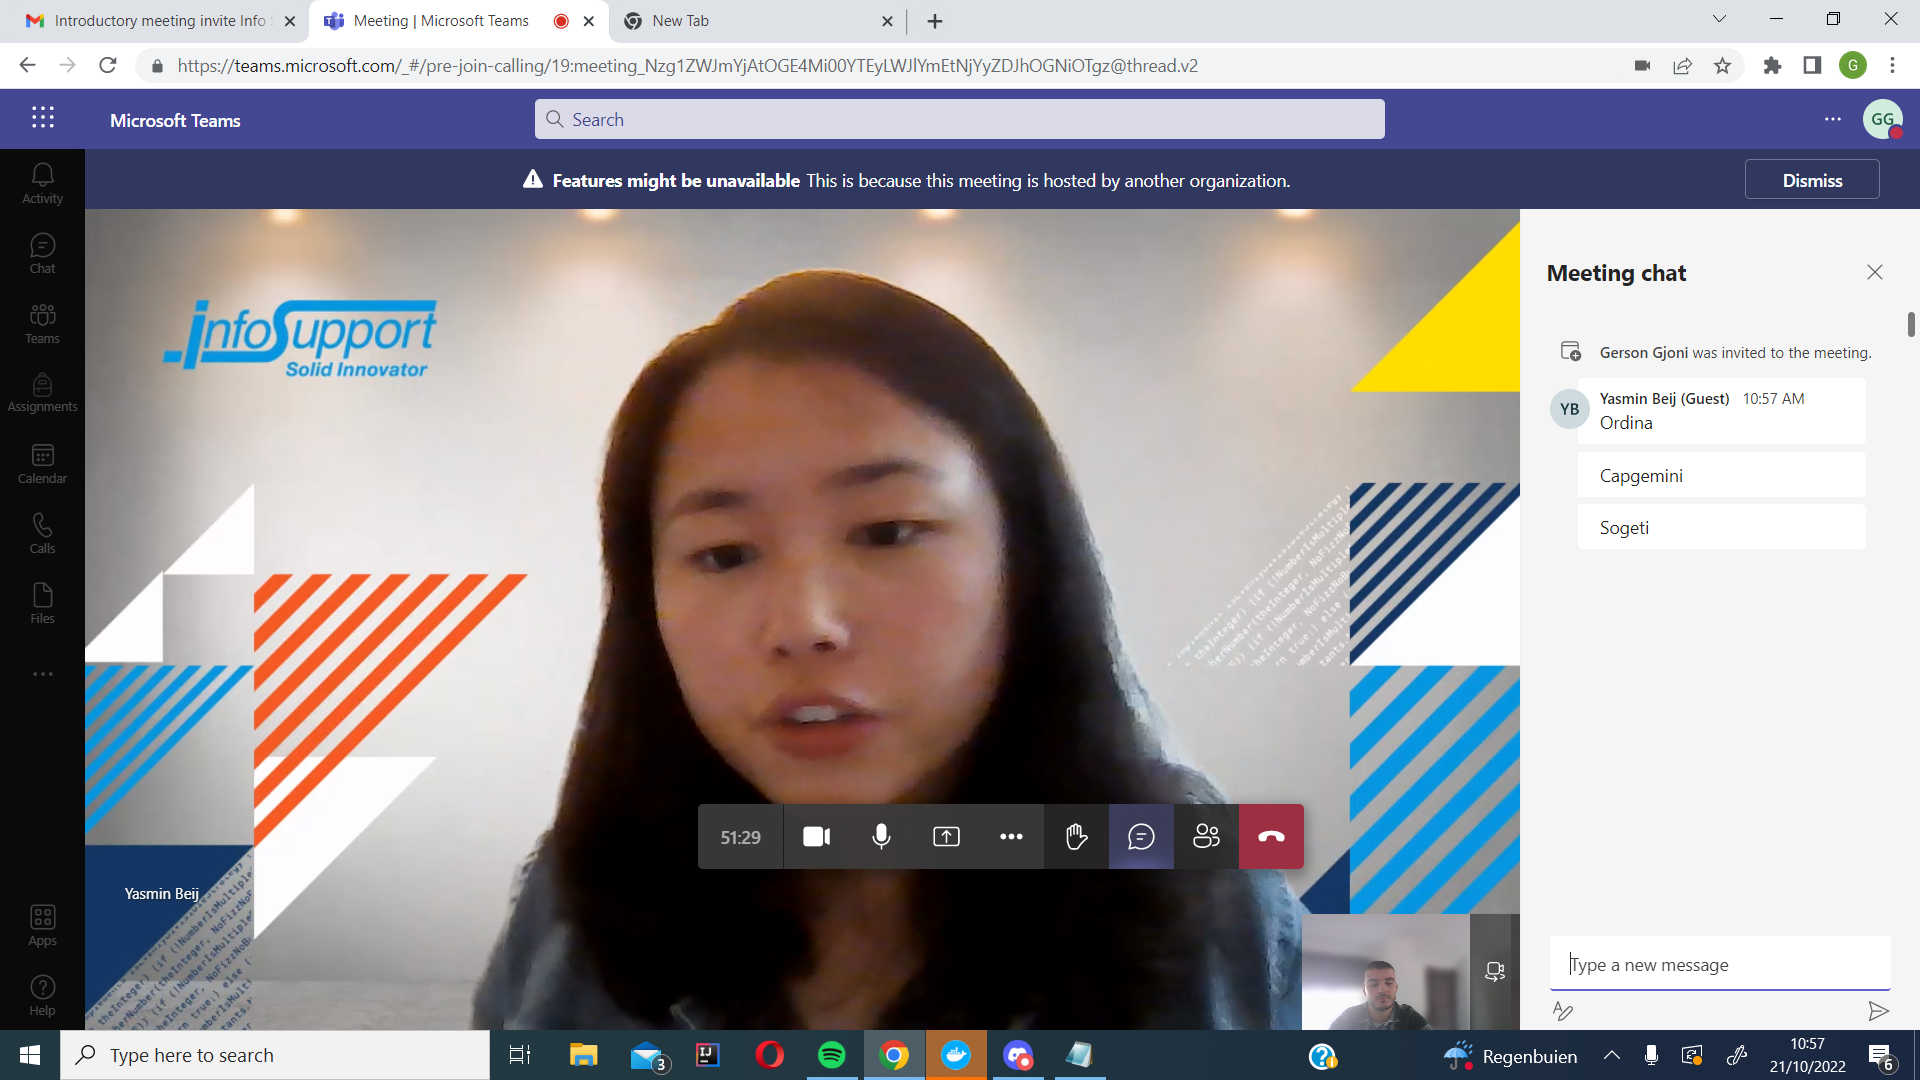 Introductory meeting invite Info
Meeting | Microsoft Teams
New Tab
https://teams.microsoft.com/_#/pre-join-calling/19:meeting_Nzg1ZWJmYjAtOGE4Mi00YTEyLWJlYmEtNjYyZDJhOGNiOTgz@thread.v2
G
Microsoft Teams
Search
GG
Features might be unavailable This is because this meeting is hosted by another organization.
Dismiss
Activity
Chat
Teams
Assignments
Calendar
Calls
Files
Apps
Help
infoSupport
Solid Innovator
Yasmin Beij
51:29
Meeting chat
Gerson Gjoni was invited to the meeting.
YB
Yasmin Beij (Guest) 10:57 AM
Ordina
Capgemini
Sogeti
Type a new message
Type here to search
3
Regenbuien
10:57
21/10/2022
6